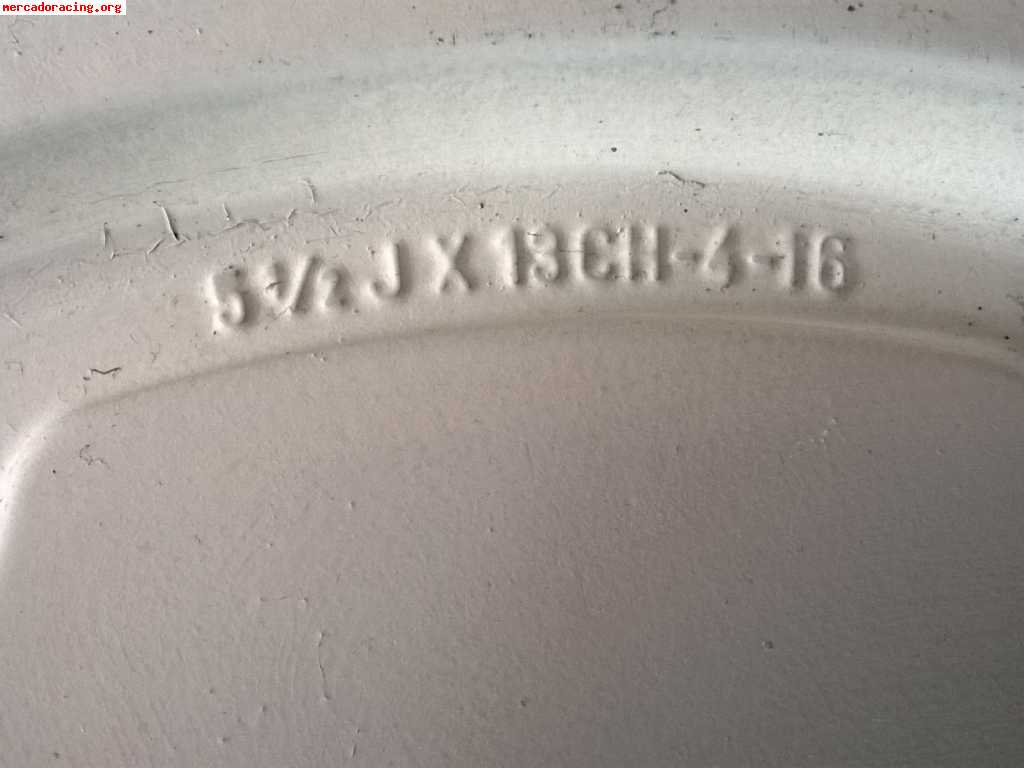 mercadoracing.org
5 ½ J X 13CH-4-16